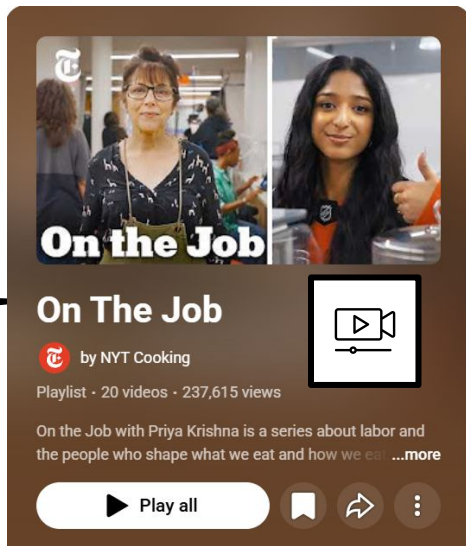 On the Job
On The Job
by NYT Cooking
Playlist • 20 videos • 237,615 views
On the Job with Priya Krishna is a series about labor and
the people who shape what we eat and how we eat ...more
Play all